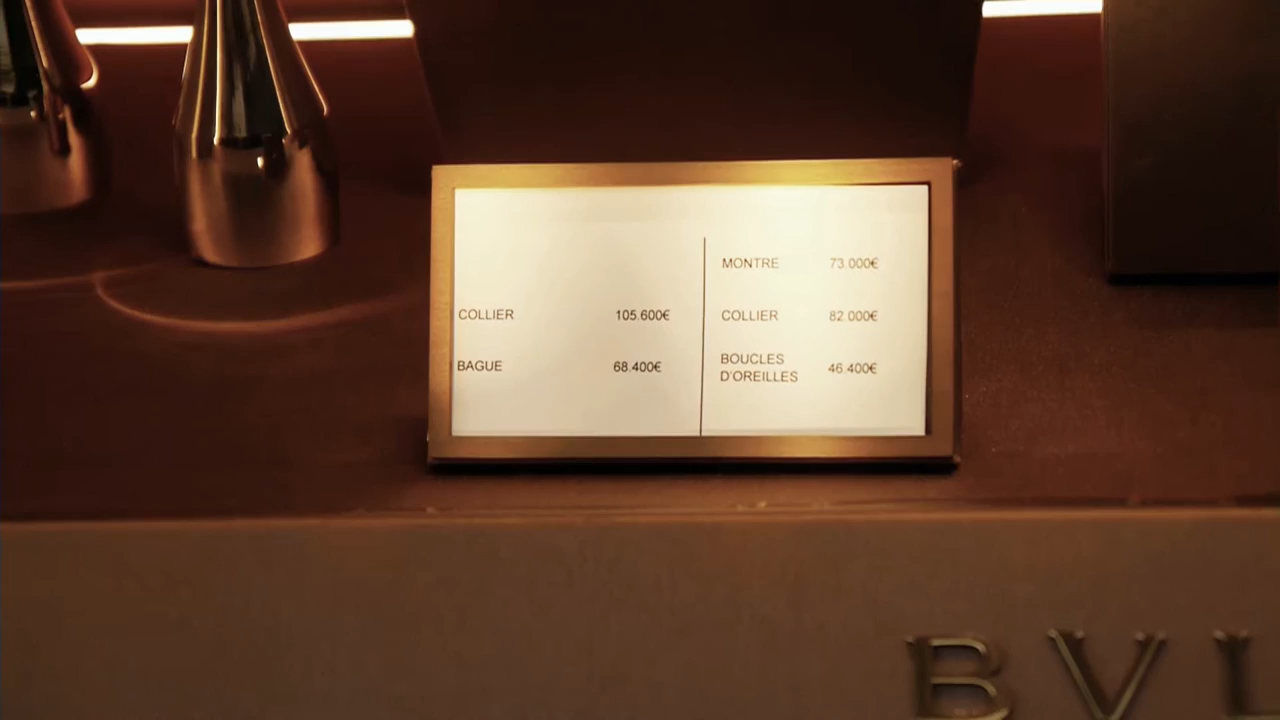 COLLIER 105.600€
BAGUE 68.400€
MONTRE 73.000€
COLLIER 82.000€
BOUCLES
D'OREILLES 46.400€
BVL